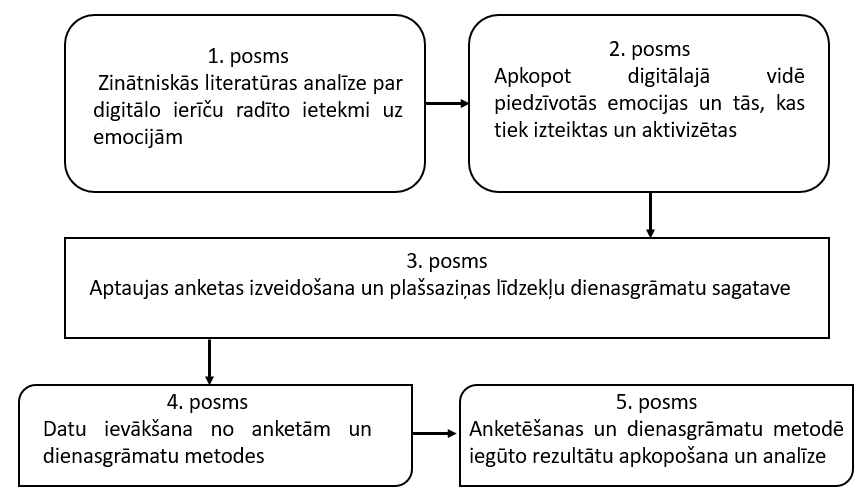 1. posms
Zinātniskās literatūras analīze par
digitālo ierīču radīto ietekmi uz
emocijām
2. posms
Apkopot digitālajā vidē
piedzīvotās emocijas un tās, kas
tiek izteiktas un aktivizētas
3. posms
Aptaujas anketas izveidošana un plašsaziņas līdzekļu dienasgrāmatu sagatave
4. posms
Datu ievākšana no anketām un
dienasgrāmatu metodes
5. posms
Anketēšanas un dienasgrāmatu metodē
iegūto rezultātu apkopošana un analīze